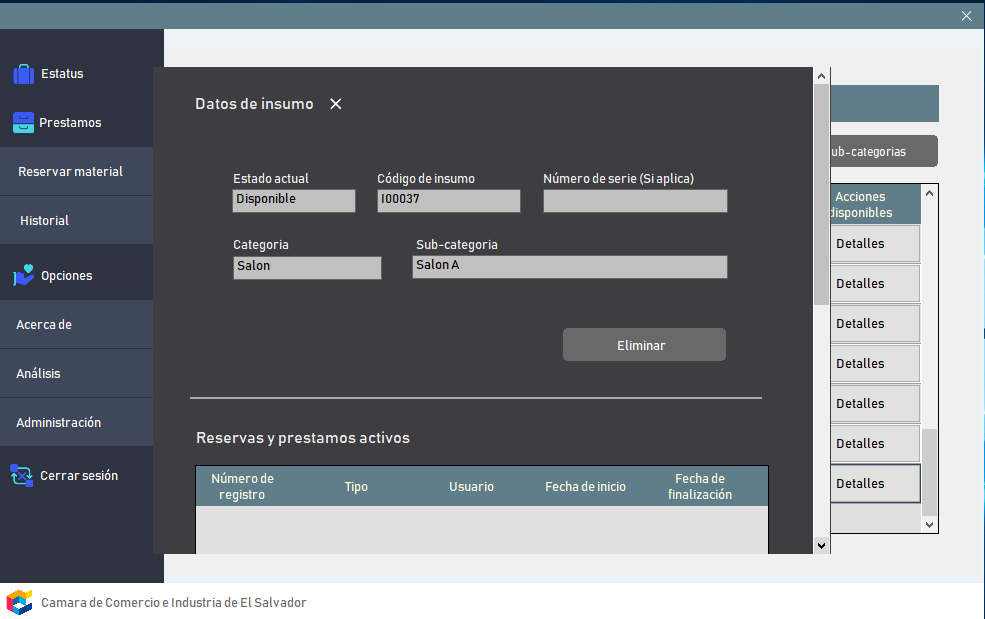 Estatus
Prestamos
Reservar material
Historial
Opciones
Acerca de
Análisis
Administración
Cerrar sesión
Datos de insumo
Estado actual
Disponible
Código de insumo
I00037
Número de serie (Si aplica)
Categoria
Salon
Sub-categoria
Salon A
Eliminar
Reservas y prestamos activos
Número de
registro
Tipo
Usuario
Fecha de inicio
Fecha de
finalización
ub-categorias
Acciones
disponibles
Detalles
Detalles
Detalles
Detalles
Detalles
Detalles
Detalles
Camara de Comercio e Industria de El Salvador